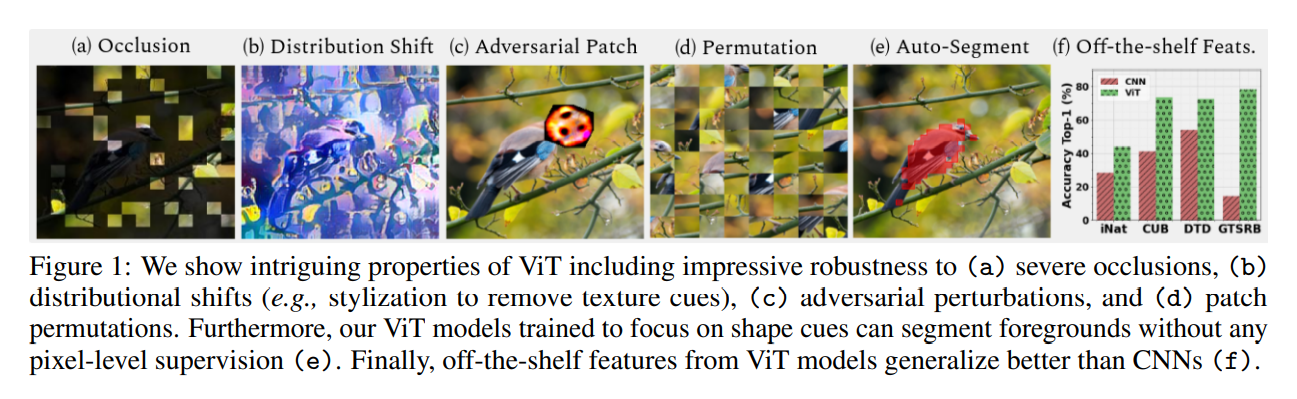 (a) Occlusion
(b) Distribution Shift
(c) Adversarial Patch
(d) Permutation
(e) Auto-Segment
(f) Off-the-shelf Feats.
CNN
ViT
Accuracy Top-1 (%)
80
60
40
20
0
iNat CUB DTD GTSRB
Figure 1: We show intriguing properties of ViT including impressive robustness to (a) severe occlusions, (b)
distributional shifts (e.g., stylization to remove texture cues), (c) adversarial perturbations, and (d) patch
permutations. Furthermore, our ViT models trained to focus on shape cues can segment foregrounds without any
pixel-level supervision (e). Finally, off-the-shelf features from ViT models generalize better than CNNs (f).